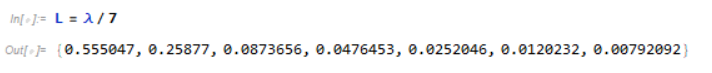 In[◦]:= L = λ / 7
Out[◦]= {0.555047, 0.25877, 0.0873656, 0.0476453, 0.0252046, 0.0120232, 0.00792092}